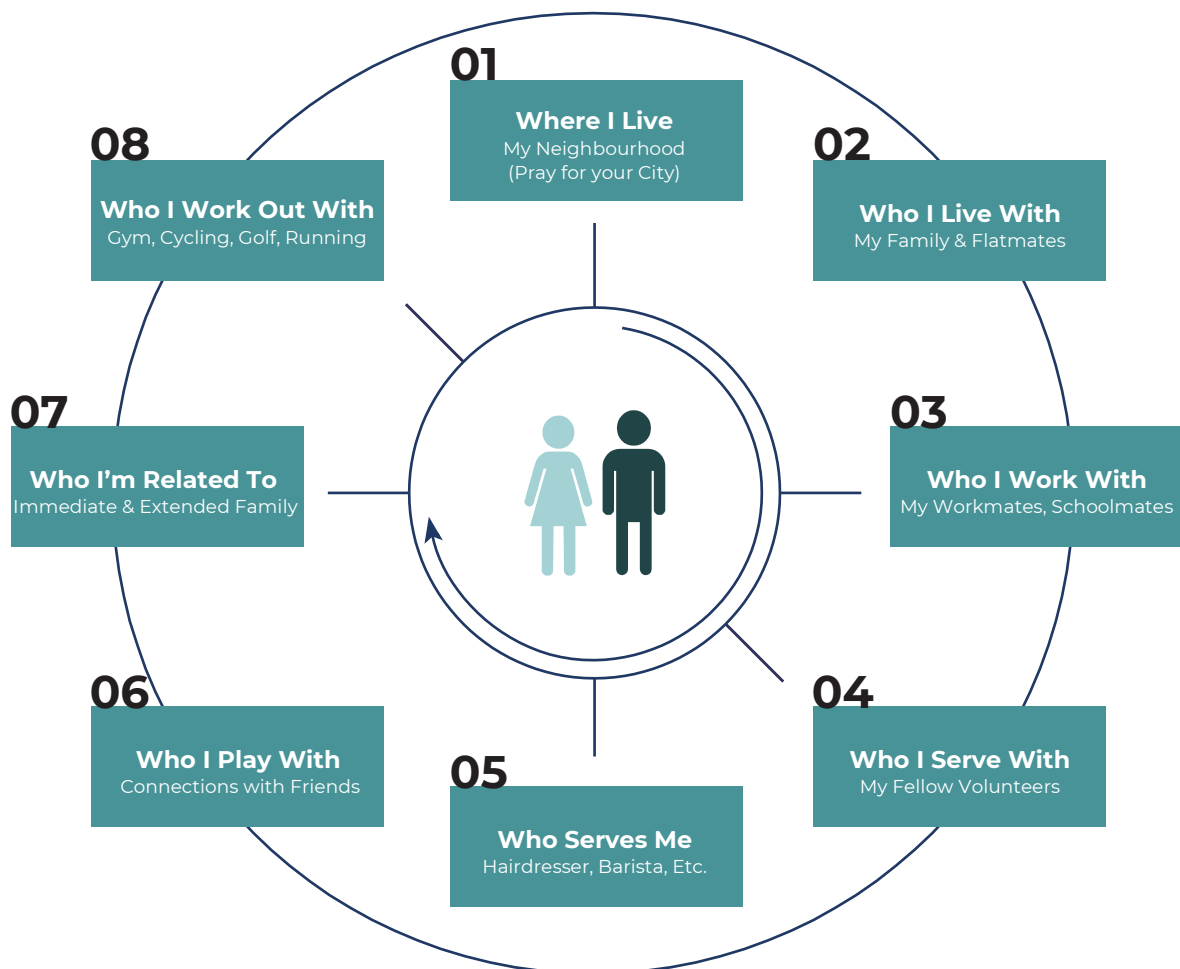 01
Where I Live
My Neighbourhood
(Pray for your City)
02
Who I Live With
My Family & Flatmates
03
Who I Work With
My Workmates, Schoolmates
04
Who I Serve With
My Fellow Volunteers
05
Who Serves Me
Hairdresser, Barista, Etc.
06
Who I Play With
Connections with Friends
07
Who I’m Related To
Immediate & Extended Family
08
Who I Work Out With
Gym, Cycling, Golf, Running